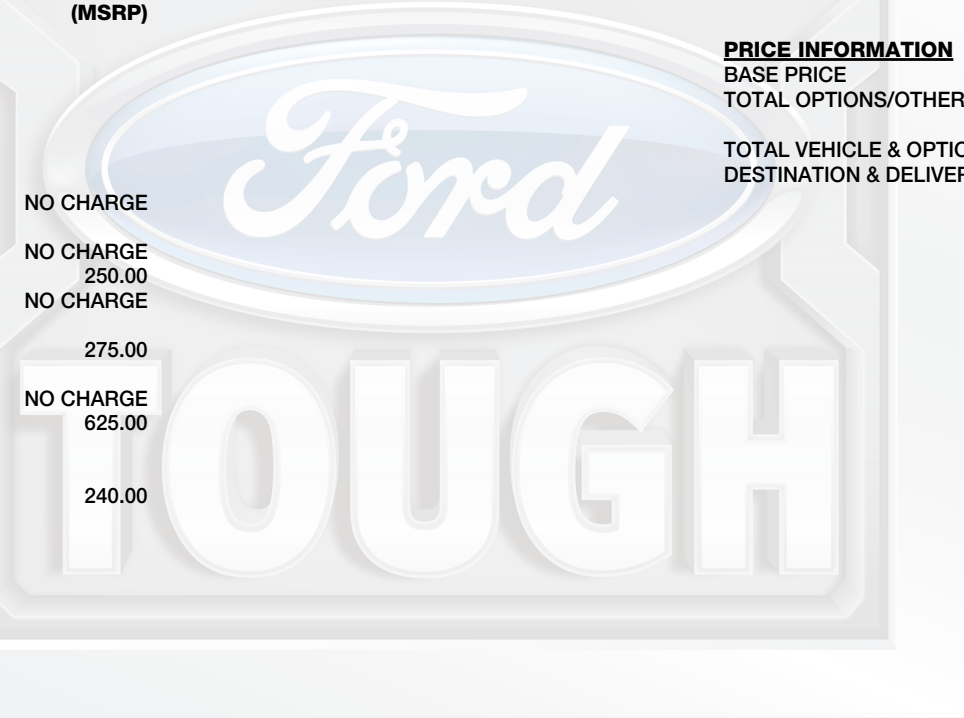 (MSRP)
NO CHARGE
NO CHARGE
250.00
NO CHARGE
275.00
NO CHARGE
625.00
240.00
PRICE INFORMATION
BASE PRICE
TOTAL OPTIONS/OTHER
TOTAL VEHICLE & OPTIO
DESTINATION & DELIVER
Ford
TOUGH